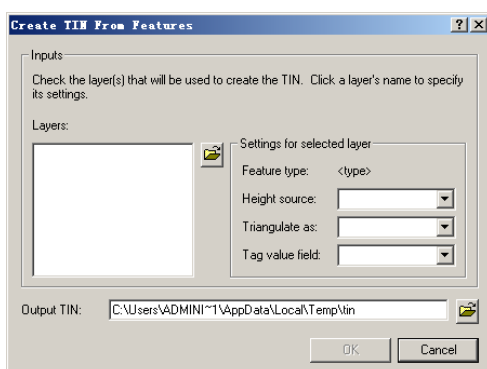 Create TIN From Features
Inputs
Check the layer(s) that will be used to create the TIN. Click a layer's name to specify
its settings.
Layers:
Settings for selected layer
Feature type: <type>
Height source:
Triangulate as:
Tag value field:
Output TIN: C:\Users\ADMINI~1\AppData\Local\Temp\tin
OK Cancel